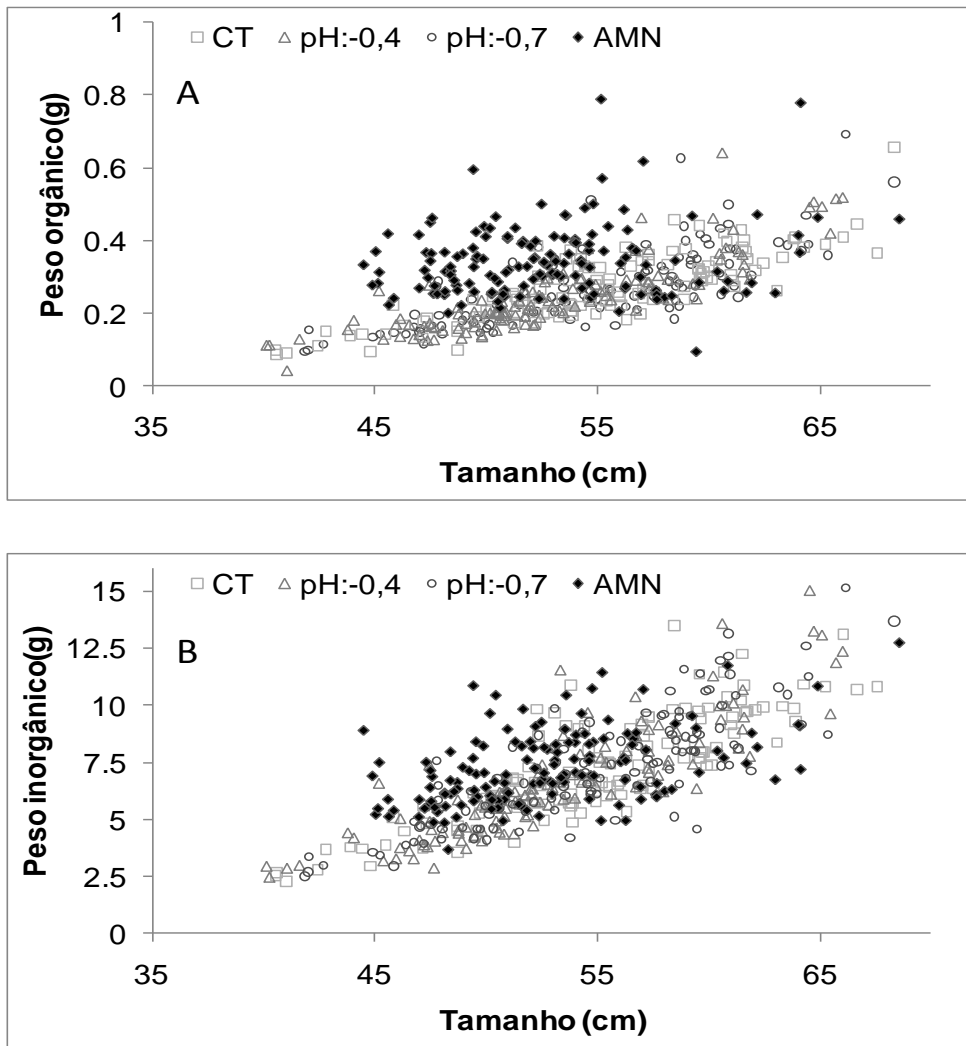 1
0.8
0.6
0.4
0.2
0
Peso orgânico(g)
CT pH:-0,4 pH:-0,7 AMN
A
35 45 55 65
Tamanho (cm)
15
12.5
10
7.5
5
2.5
0
Peso inorgânico(g)
CT pH:-0,4 pH:-0,7 AMN
B
35 45 55 65
Tamanho (cm)